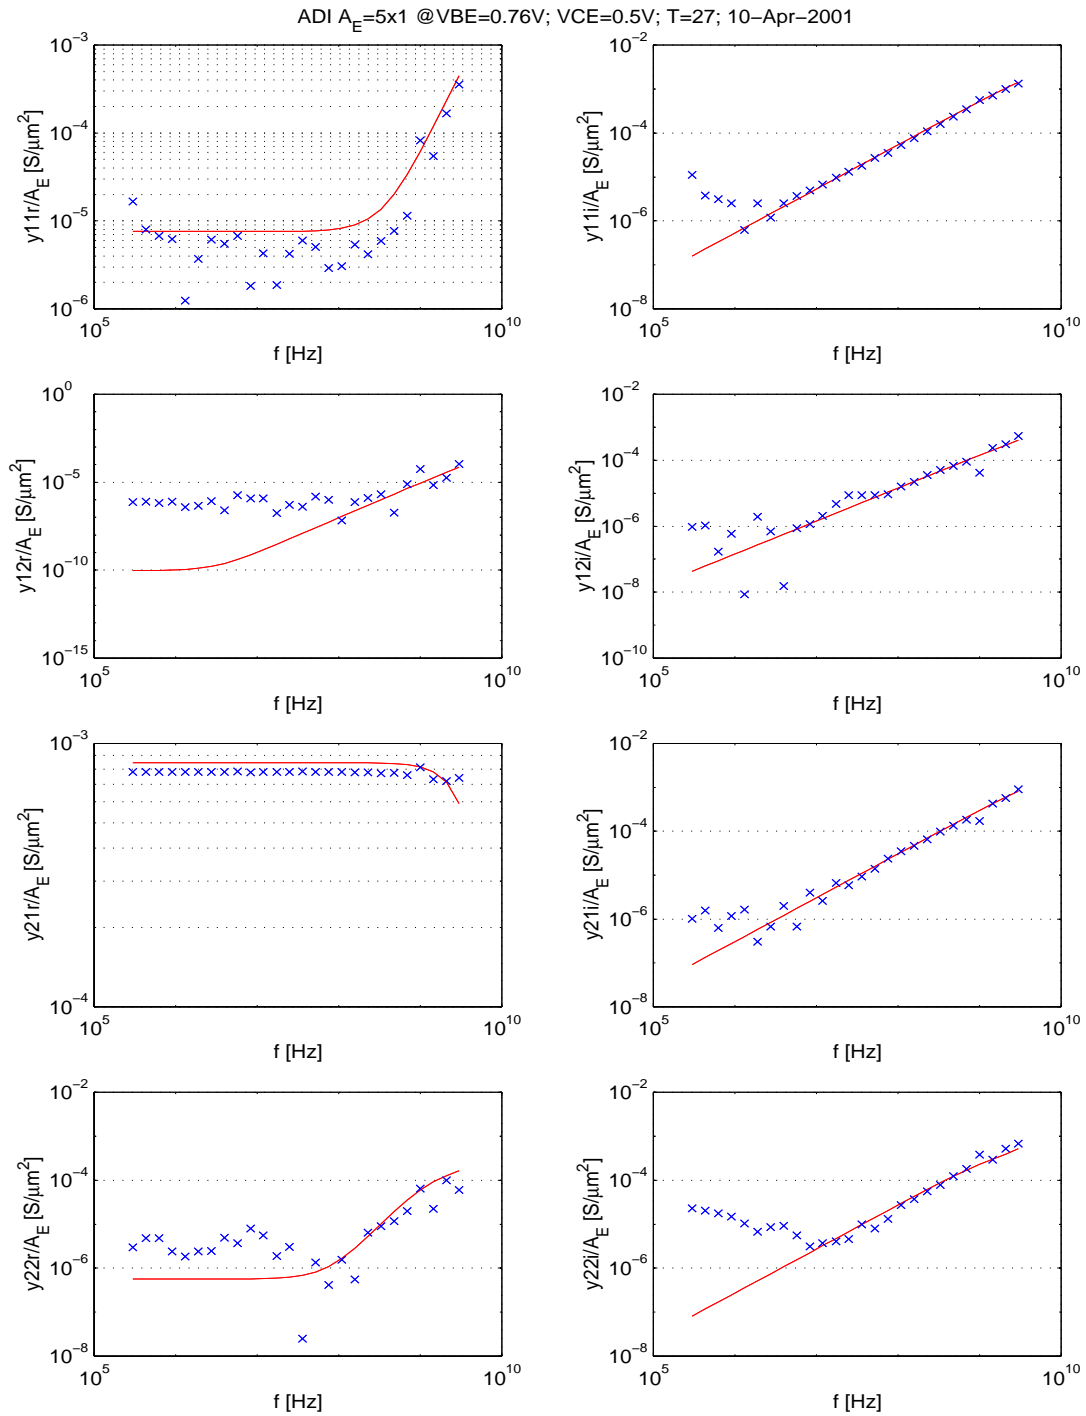 ADI A_E=5x1 @VBE=0.76V; VCE=0.5V; T=27; 10−Apr−2001
y11r/A_E [S/μm^2]
10^−3
10^−4
10^−5
10^−6
10^5
10^10
f [Hz]
y11i/A_E [S/μm^2]
10^−2
10^−4
10^−6
10^−8
10^5
10^10
f [Hz]
y12r/A_E [S/μm^2]
10^0
10^−5
10^−10
10^−15
10^5
10^10
f [Hz]
y12i/A_E [S/μm^2]
10^−2
10^−4
10^−6
10^−8
10^−10
10^5
10^10
f [Hz]
y21r/A_E [S/μm^2]
10^−3
10^−4
10^5
10^10
f [Hz]
y21i/A_E [S/μm^2]
10^−2
10^−4
10^−6
10^−8
10^5
10^10
f [Hz]
y22r/A_E [S/μm^2]
10^−2
10^−4
10^−6
10^−8
10^5
10^10
f [Hz]
y22i/A_E [S/μm^2]
10^−2
10^−4
10^−6
10^−8
10^5
10^10
f [Hz]